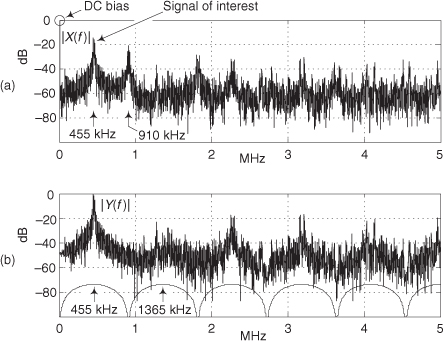 DC bias
Signal of interest
0
|X(f)|
−20
−40
dB
−60
(a)
−80
455 kHz
910 kHz
0
1
2
MHz
3
4
5
(b)
0
|Y(f)|
−20
dB
−40
−60
−80
455 kHz
1365 kHz
0
1
2
MHz
3
4
5